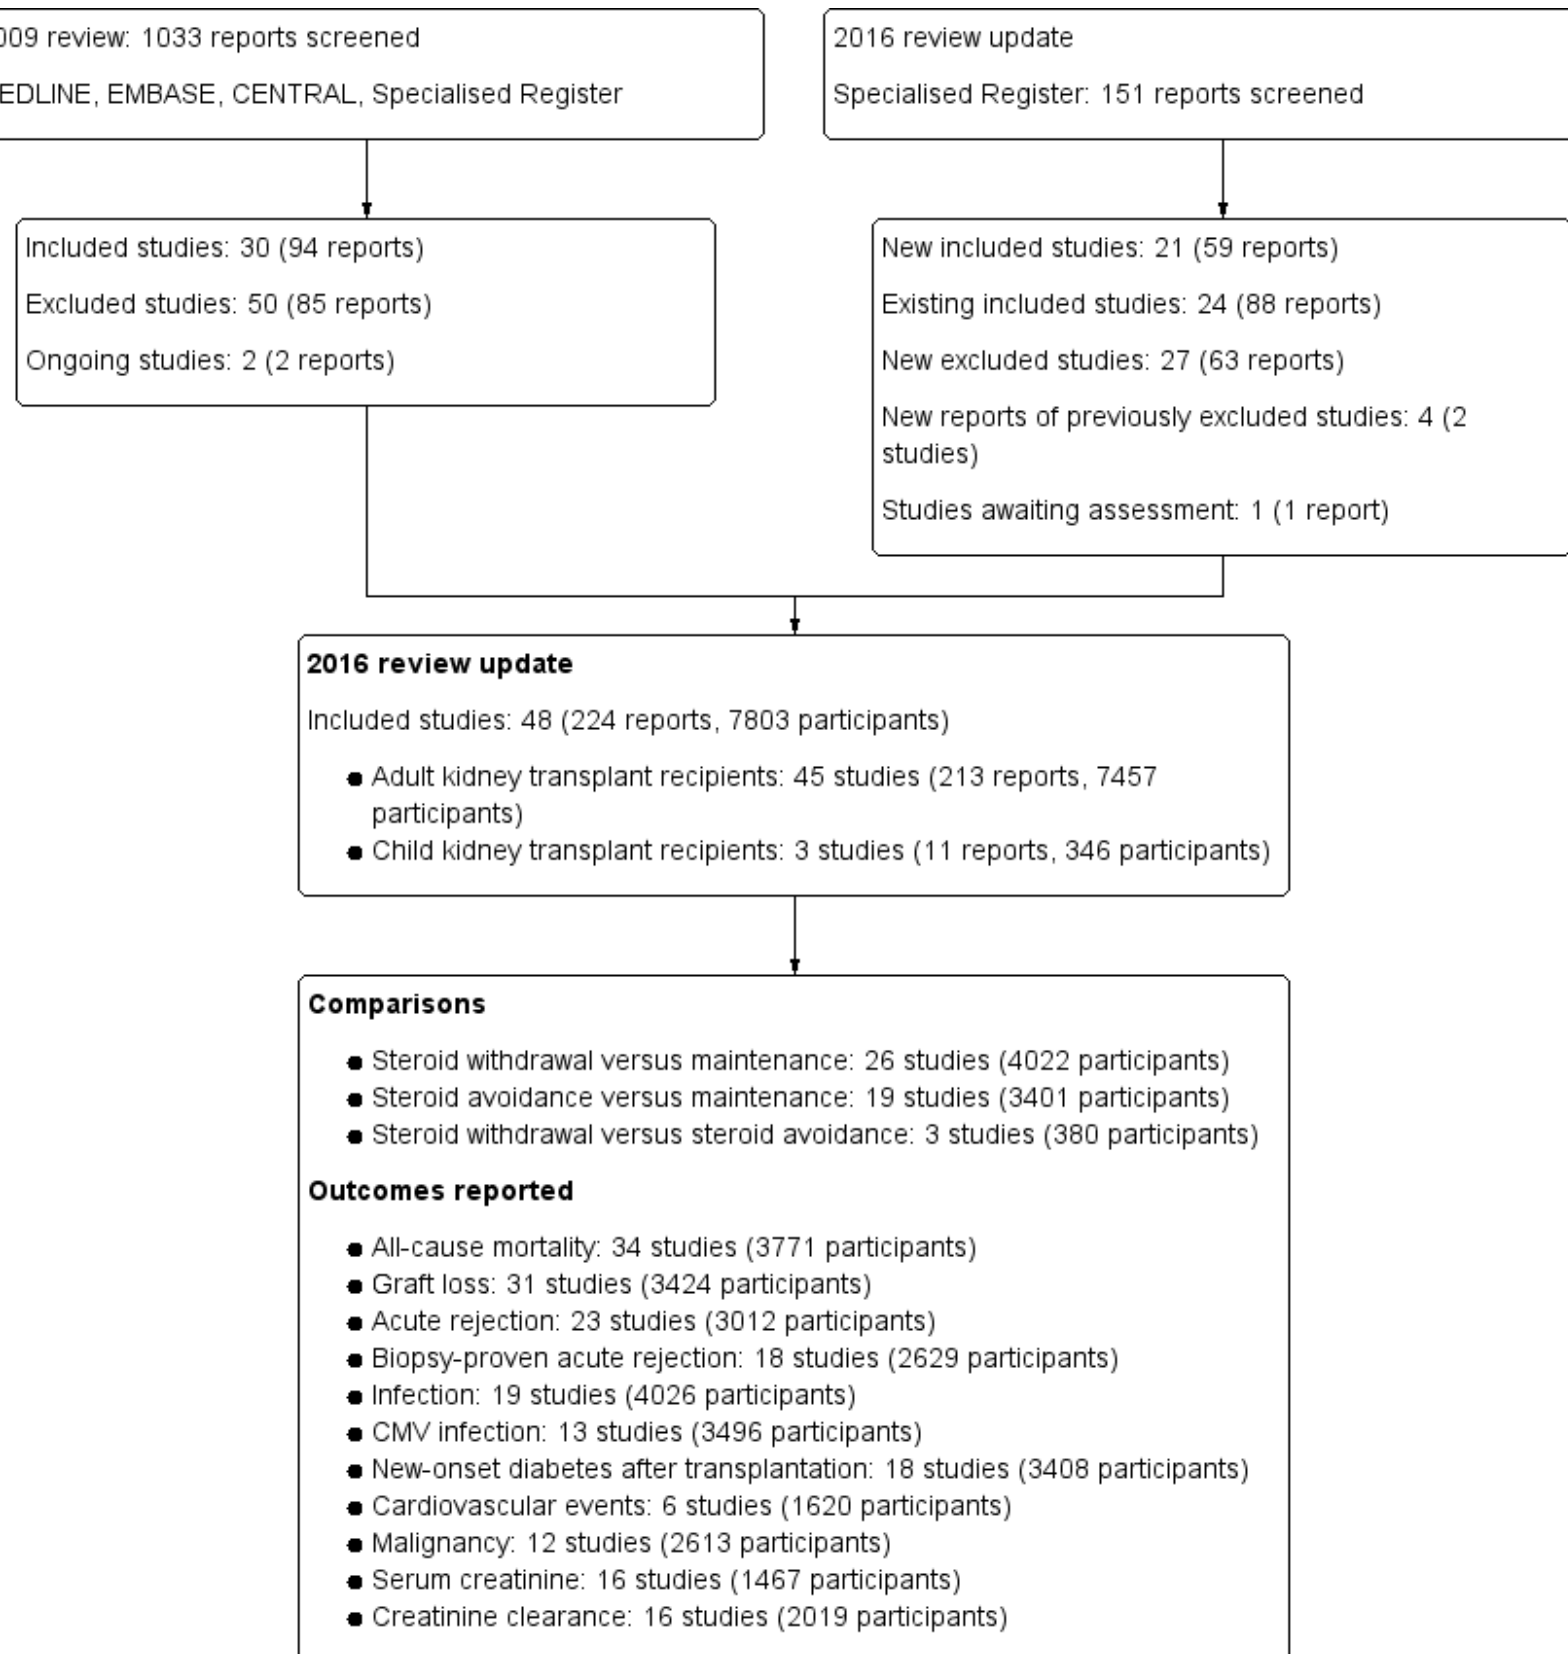 009 review: 1033 reports screened
EDLINE, EMBASE, CENTRAL, Specialised Register
2016 review update
Specialised Register: 151 reports screened
Included studies: 30 (94 reports)
Excluded studies: 50 (85 reports)
Ongoing studies: 2 (2 reports)
New included studies: 21 (59 reports)
Existing included studies: 24 (88 reports)
New excluded studies: 27 (63 reports)
New reports of previously excluded studies: 4 (2
studies)
Studies awaiting assessment: 1 (1 report)
2016 review update
Included studies: 48 (224 reports, 7803 participants)
● Adult kidney transplant recipients: 45 studies (213 reports, 7457
participants)
● Child kidney transplant recipients: 3 studies (11 reports, 346 participants)
Comparisons
● Steroid withdrawal versus maintenance: 26 studies (4022 participants)
● Steroid avoidance versus maintenance: 19 studies (3401 participants)
● Steroid withdrawal versus steroid avoidance: 3 studies (380 participants)
Outcomes reported
● All-cause mortality: 34 studies (3771 participants)
● Graft loss: 31 studies (3424 participants)
● Acute rejection: 23 studies (3012 participants)
● Biopsy-proven acute rejection: 18 studies (2629 participants)
● Infection: 19 studies (4026 participants)
● CMV infection: 13 studies (3496 participants)
● New-onset diabetes after transplantation: 18 studies (3408 participants)
● Cardiovascular events: 6 studies (1620 participants)
● Malignancy: 12 studies (2613 participants)
● Serum creatinine: 16 studies (1467 participants)
● Creatinine clearance: 16 studies (2019 participants)